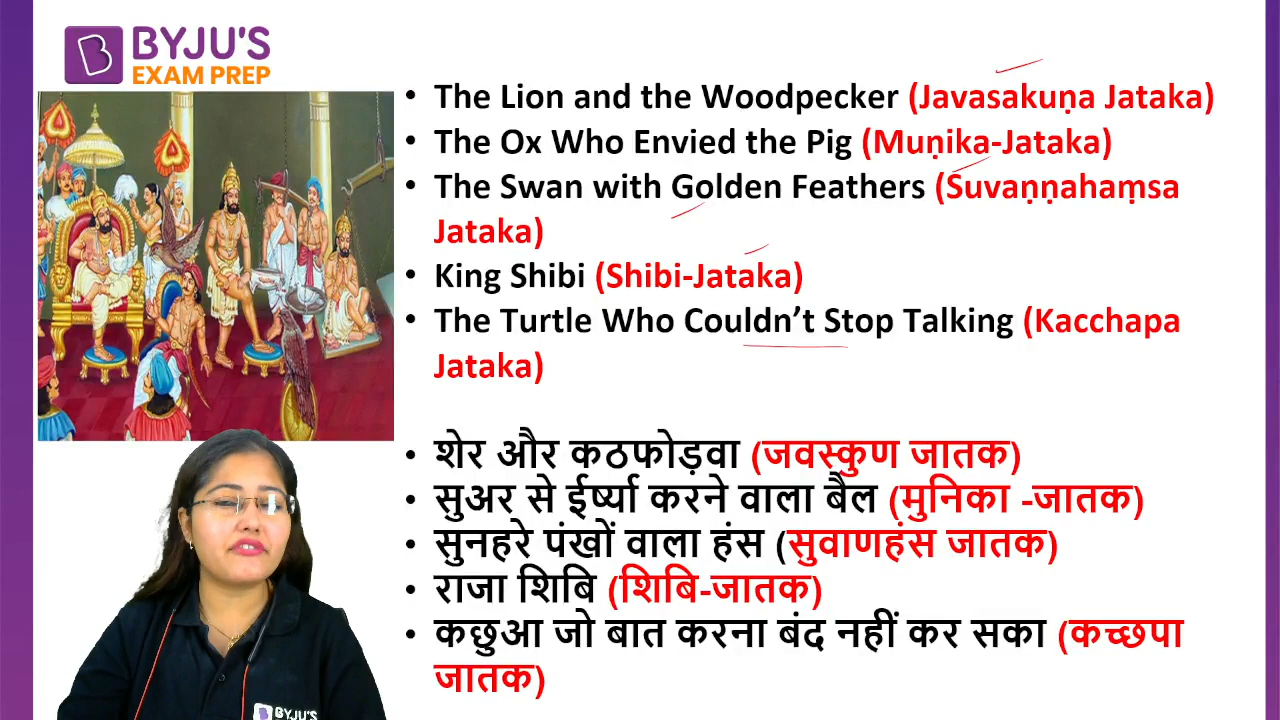 BYJU'S
EXAM PREP
• The Lion and the Woodpecker (Javasakuṇa Jataka)
• The Ox Who Envied the Pig (Muṇika-Jataka)
• The Swan with Golden Feathers (Suvaṇṇahaṃsa
Jataka)
• King Shibi (Shibi-Jataka)
• The Turtle Who Couldn’t Stop Talking (Kacchapa
Jataka)
• शेर और कठफोड़वा (जवस्कुण जातक)
• सुअर से ईर्ष्या करने वाला बैल (मुनिका -जातक)
• सुनहरे पंखों वाला हंस (सुवाणहंस जातक)
• राजा शिबि (शिबि-जातक)
• कछुआ जो बात करना बंद नहीं कर सका (कच्छपा
जातक)
BYJU'S